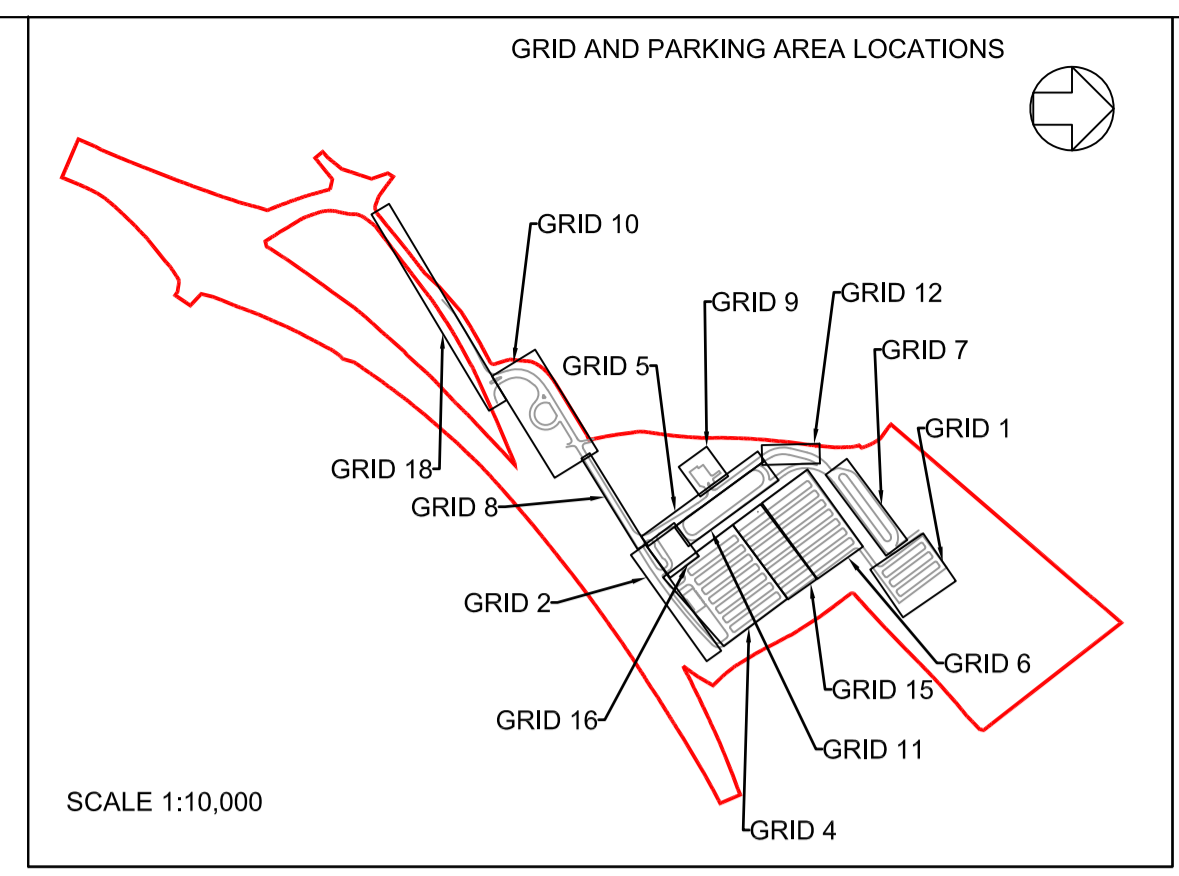 GRID AND PARKING AREA LOCATIONS
GRID 10
GRID 9
GRID 12
GRID 7
GRID 5
GRID 1
GRID 18
GRID 8
GRID 2
GRID 6
GRID 15
GRID 16
GRID 11
SCALE 1:10,000
GRID 4